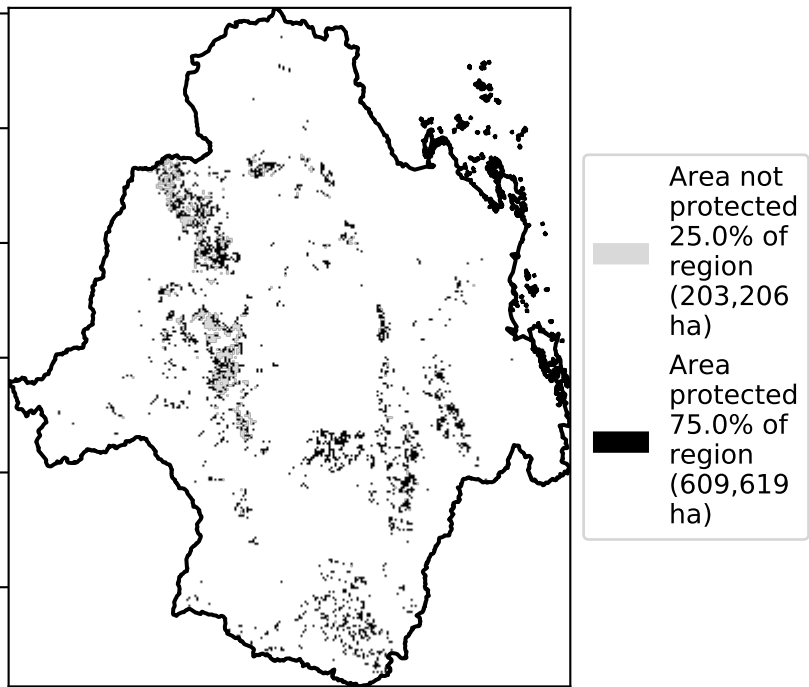 Area not
protected
25.0% of
region
(203,206
ha)
Area
protected
75.0% of
region
(609,619
ha)